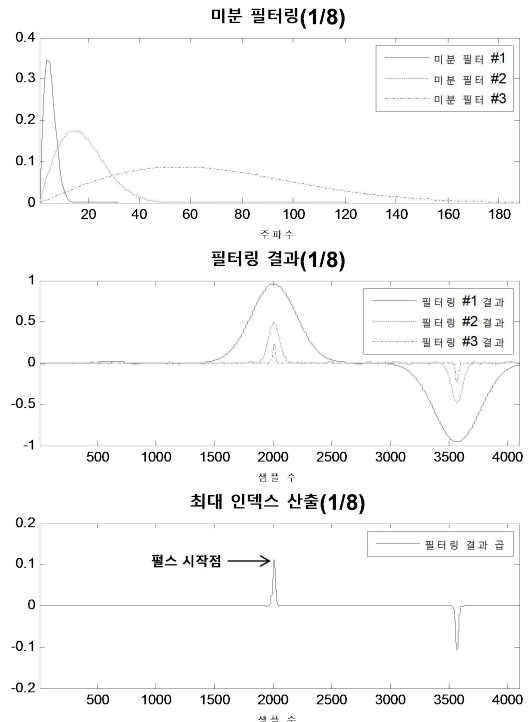 미분 필터링(1/8)
0.4
0.3
0.2
0.1
0
미분 필터 #1
미분 필터 #2
미분 필터 #3
20 40 60 80 100 120 140 160 180
주파수
필터링 결과(1/8)
1
0.5
0
-0.5
-1
필터링 #1 결과
필터링 #2 결과
필터링 #3 결과
500 1000 1500 2000 2500 3000 3500 4000
샘플 수
최대 인덱스 산출(1/8)
0.2
0.1
0
-0.1
-0.2
펄스 시작점
필터링 결과 곱
500 1000 1500 2000 2500 3000 3500 4000
샘플 수